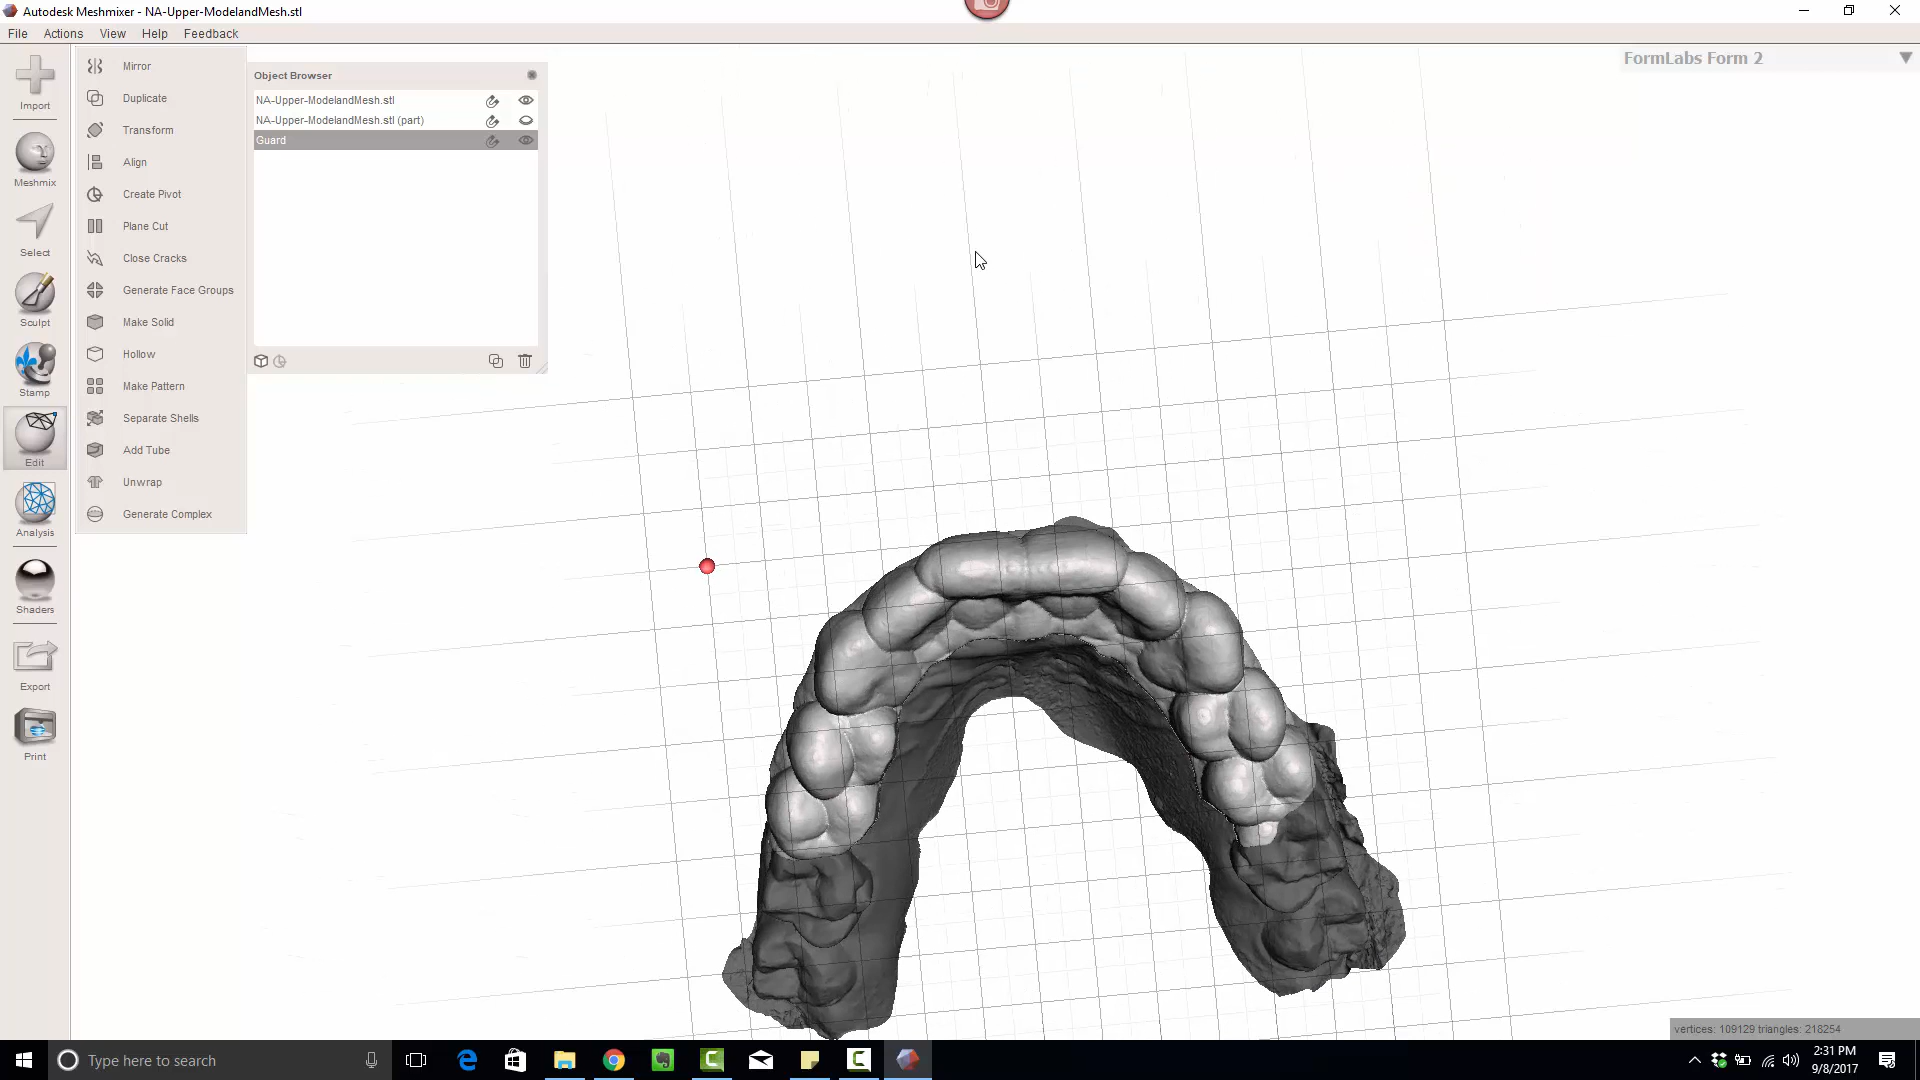 Autodesk Meshmixer - NA-Upper-ModelandMesh.stl
File Actions View Help Feedback
Import
Meshmix
Select
Sculpt
Stamp
Edit
Analysis
Shaders
Export
Print
Mirror
Duplicate
Transform
Align
Create Pivot
Plane Cut
Close Cracks
Generate Face Groups
Make Solid
Hollow
Make Pattern
Separate Shells
Add Tube
Unwrap
Generate Complex
Object Browser
NA-Upper-ModelandMesh.stl
NA-Upper-ModelandMesh.stl (part)
Guard
FormLabs Form 2
vertices: 109129 triangles: 218254
Type here to search
2:31 PM
9/8/2017